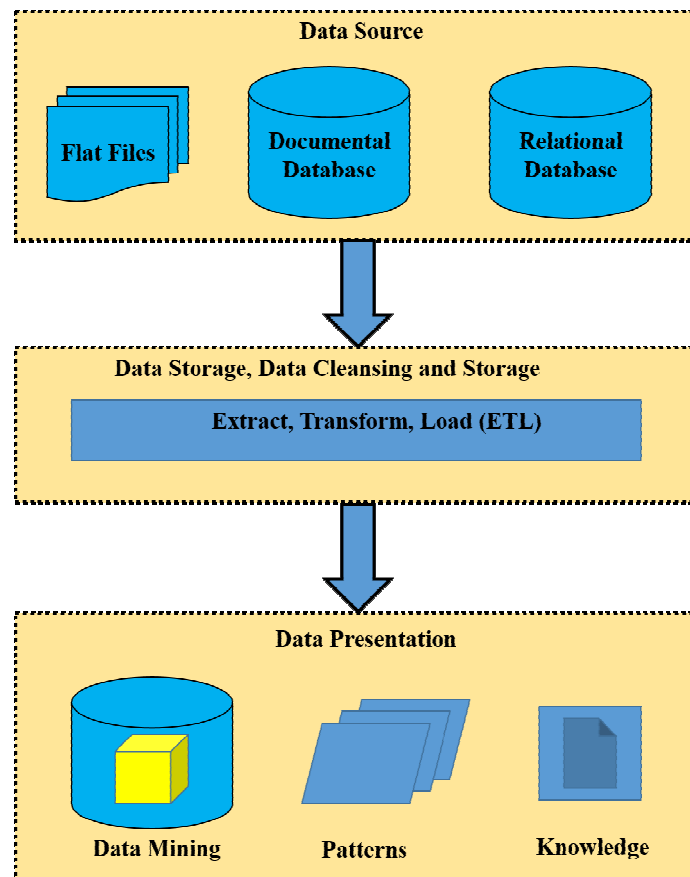 Data Source
Flat Files
Documental
Database
Relational
Database
Data Storage, Data Cleansing and Storage
Extract, Transform, Load (ETL)
Data Presentation
Data Mining
Patterns
Knowledge